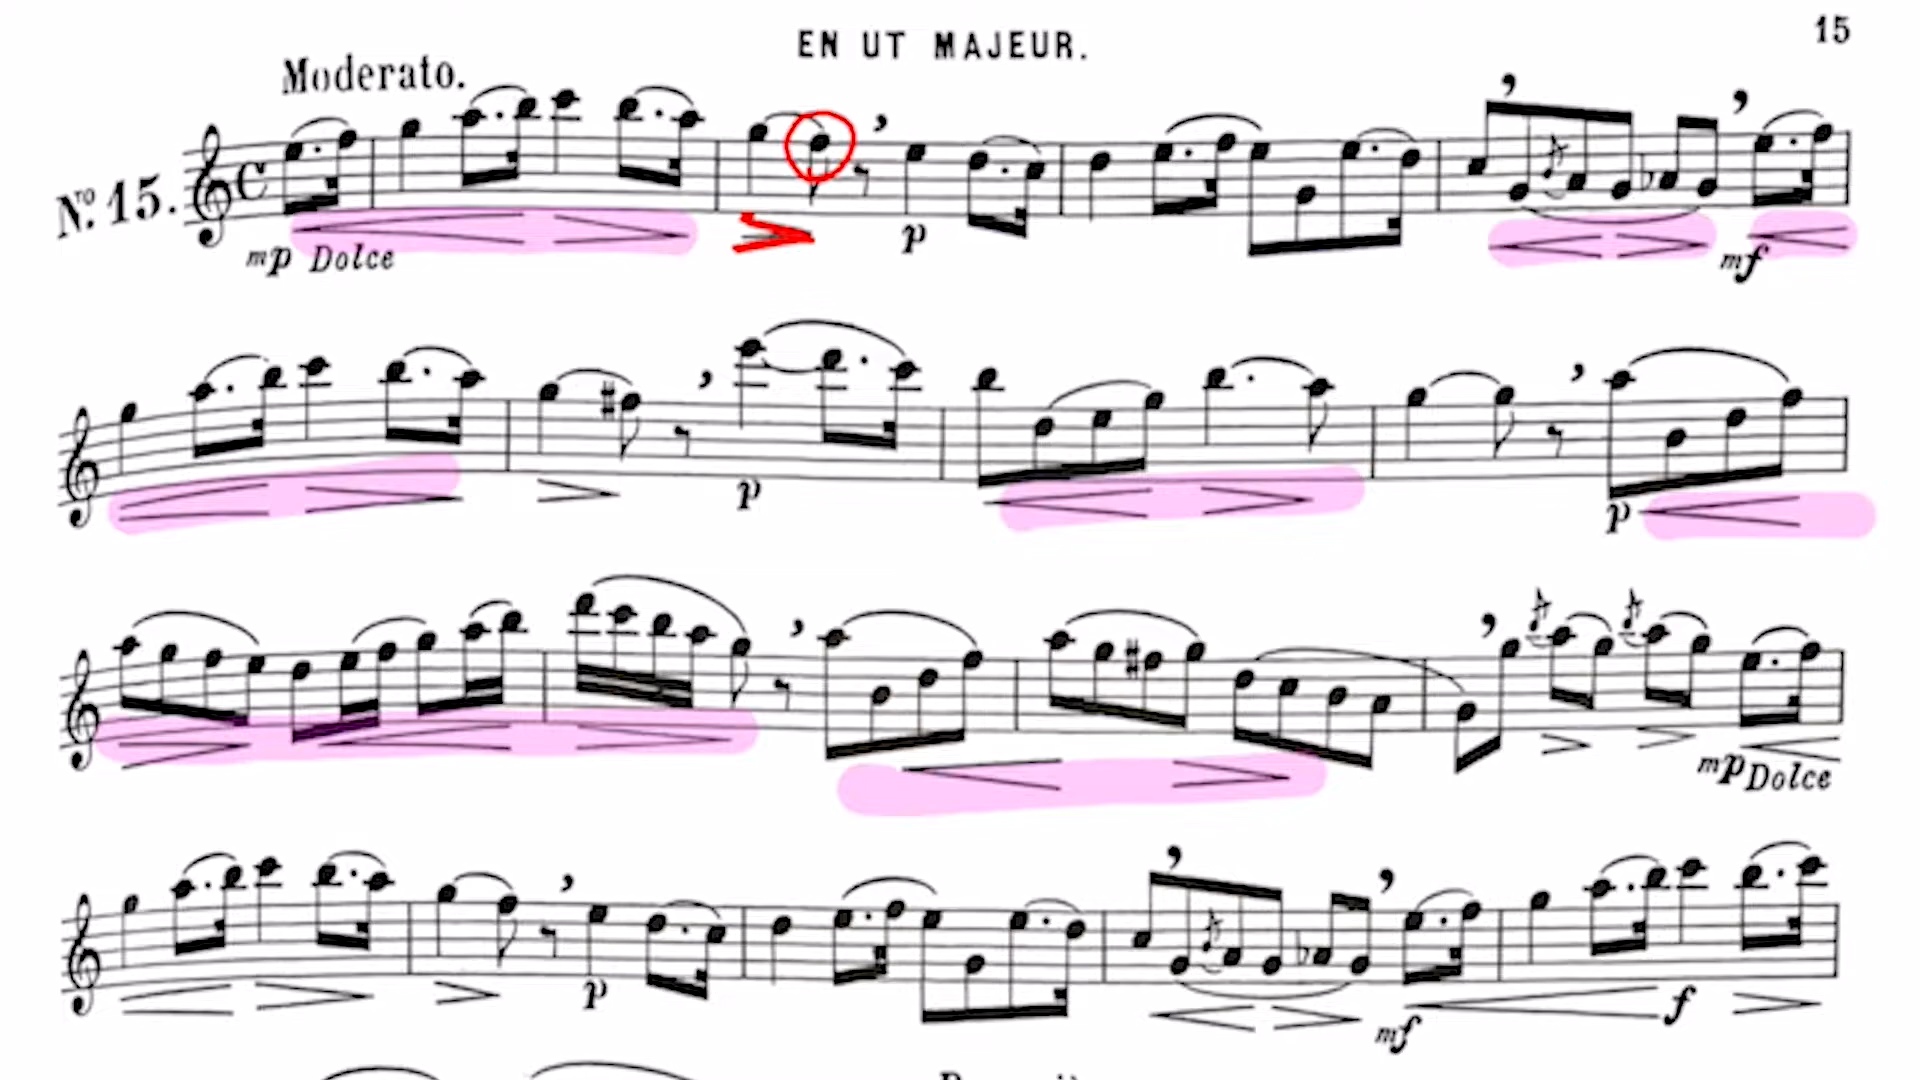 EN UT MAJEUR.
15
Moderato.
Nº 15.
mp Dolce
p
mf
p
p
mp Dolce
p
mf
f